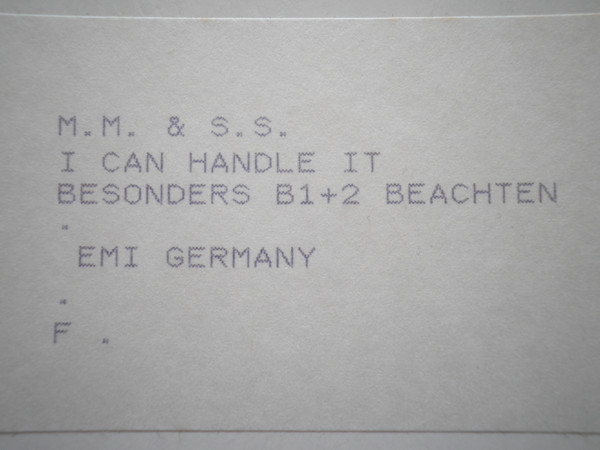 M.M. & S.S.
I CAN HANDLE IT
BESONDERS B1+2 BEACHTEN
.
EMI GERMANY
.
F .